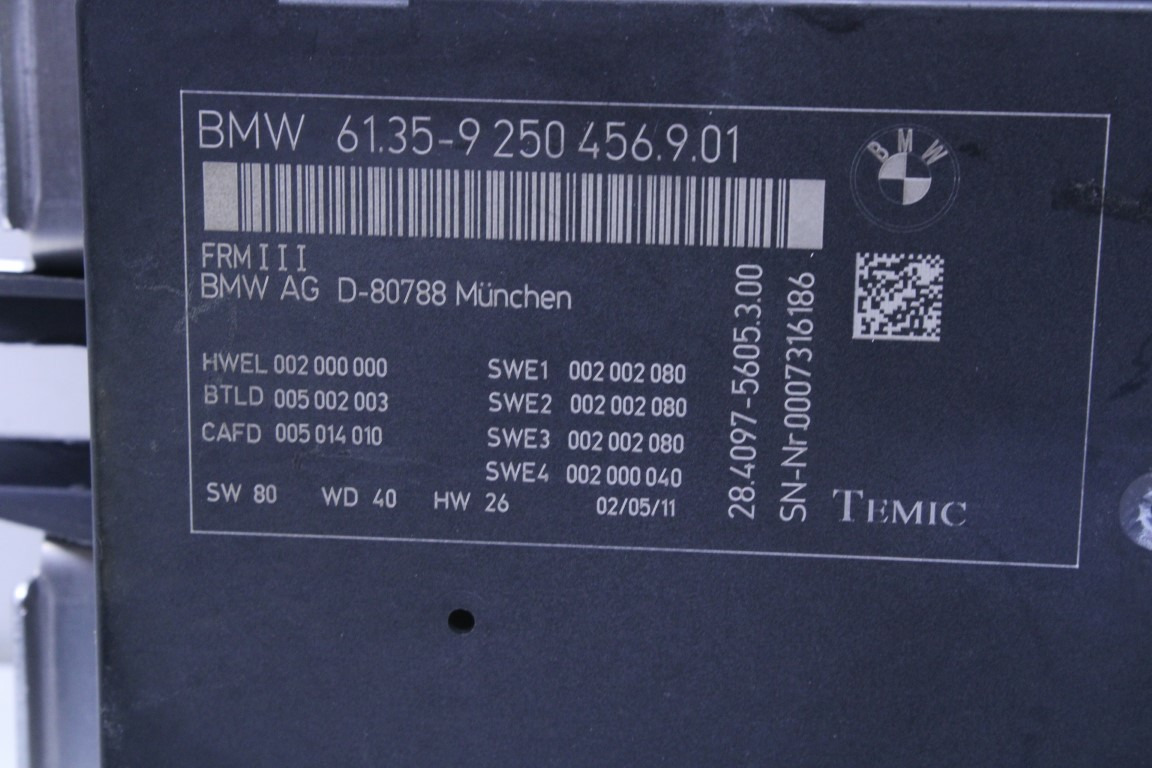 BMW 61.35-9 250 456.9.01
BMW
FRM III
BMW AG D-80788 München
HWEL 002 000 000
BTLD 005 002 003
CAFD 005 014 010
SWE1 002 002 080
SWE2 002 002 080
SWE3 002 002 080
SWE4 002 000 040
SW 80 WD 40 HW 26 02/05/11
28.4097-5605.3.00
SN-Nr.0007316186
TEMIC